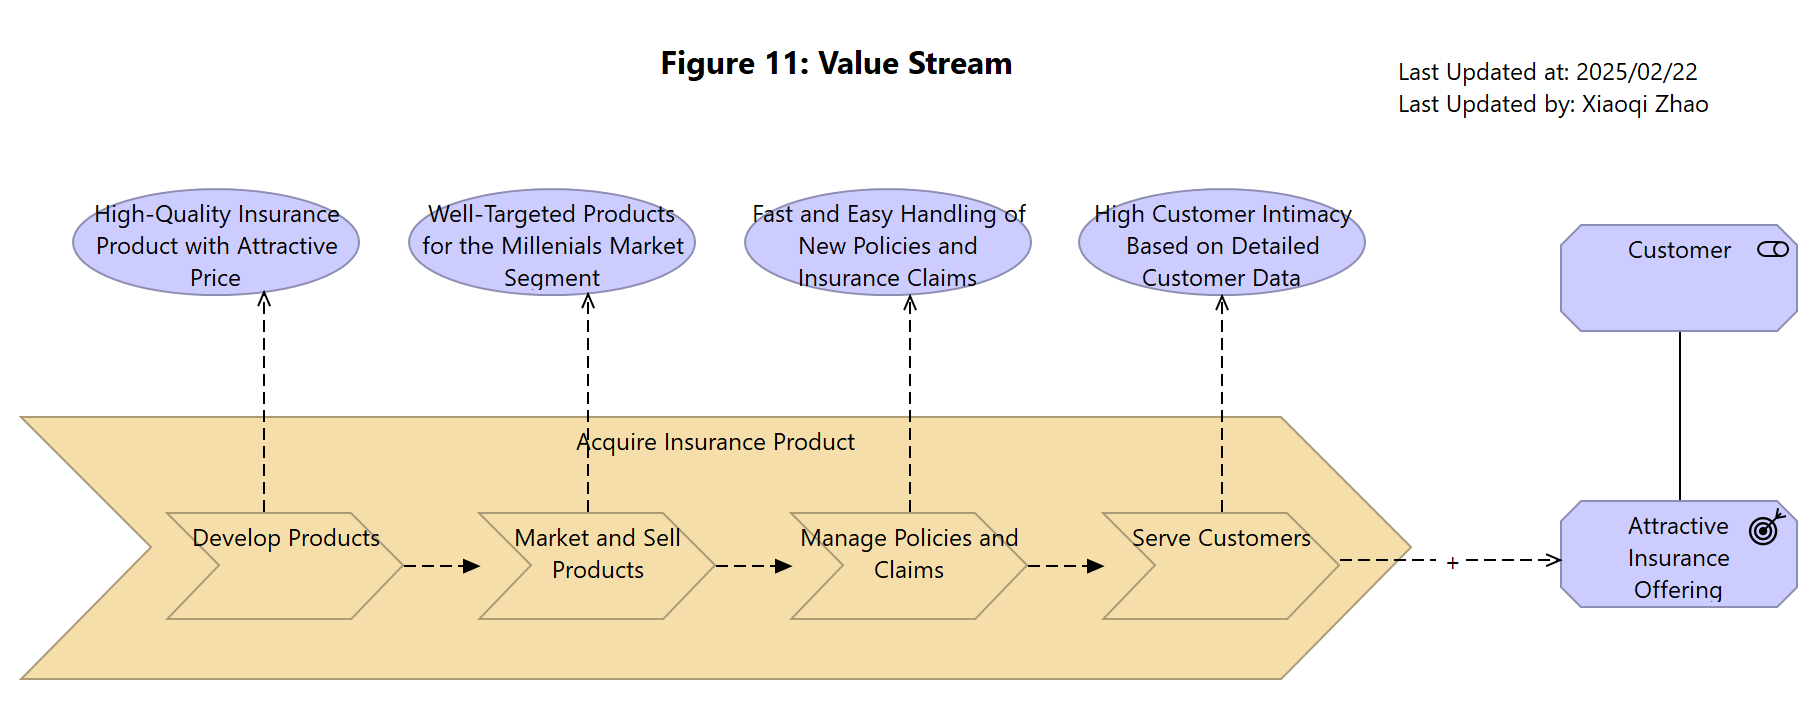 Figure 11: Value Stream
Last Updated at: 2025/02/22
Last Updated by: Xiaoqi Zhao
High-Quality Insurance
Product with Attractive
Price
Well-Targeted Products
for the Millenials Market
Segment
Fast and Easy Handling of
New Policies and
Insurance Claims
High Customer Intimacy
Based on Detailed
Customer Data
Customer
Acquire Insurance Product
Develop Products
Market and Sell
Products
Manage Policies and
Claims
Serve Customers
+
Attractive
Insurance
Offering